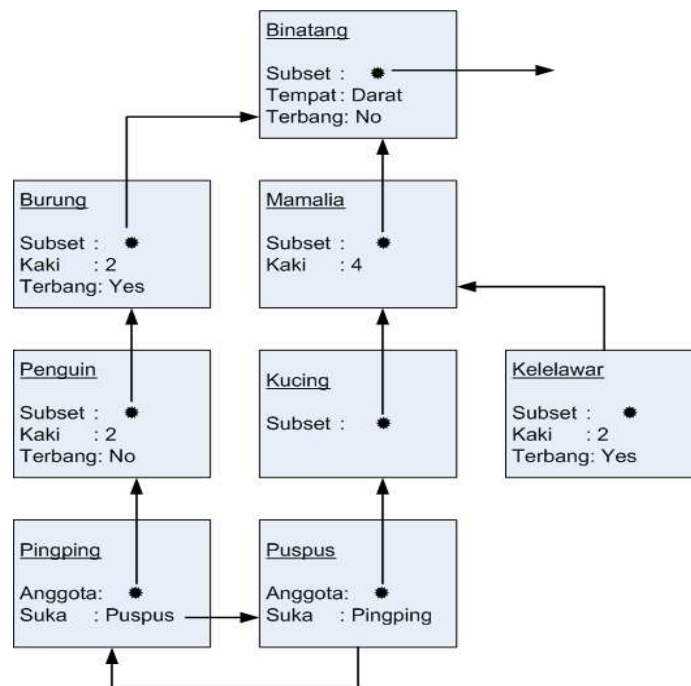 Binatang
Subset :
Tempat : Darat
Terbang: No
Burung
Subset :
Kaki : 2
Terbang: Yes
Mamalia
Subset :
Kaki : 4
Penguin
Subset :
Kaki : 2
Terbang: No
Kucing
Subset :
Kelelawar
Subset :
Kaki : 2
Terbang: Yes
Pingping
Anggota:
Suka : Puspus
Puspus
Anggota:
Suka : Pingping